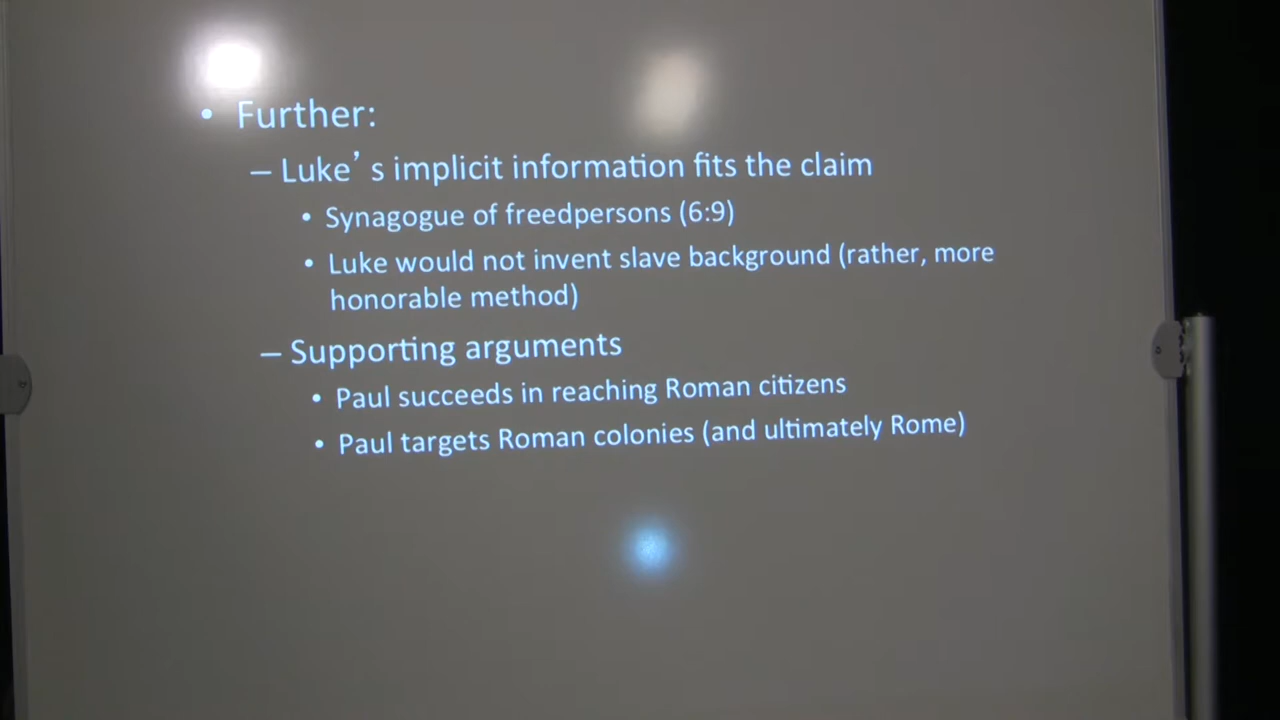 • Further:
– Luke’s implicit information fits the claim
• Synagogue of freedpersons (6:9)
• Luke would not invent slave background (rather, more
honorable method)
– Supporting arguments
• Paul succeeds in reaching Roman citizens
• Paul targets Roman colonies (and ultimately Rome)